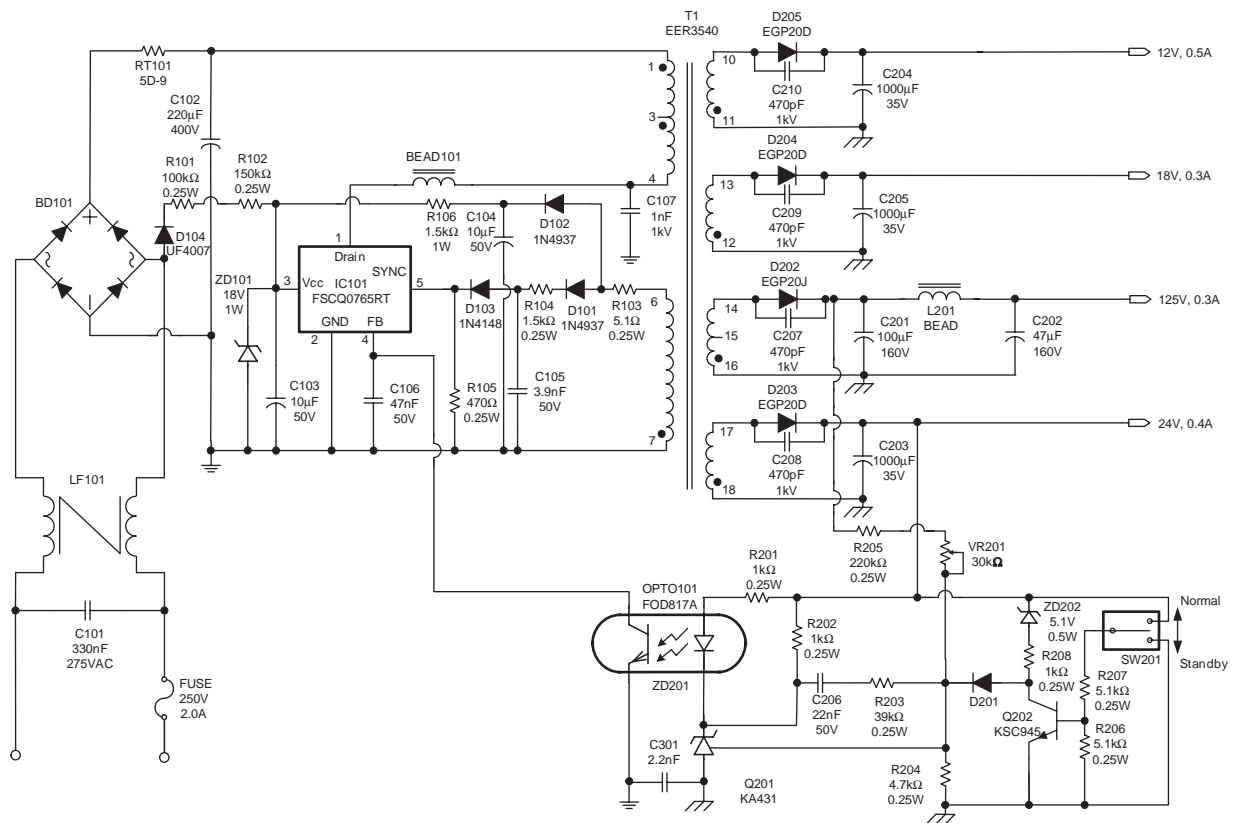 T1
EER3540
RT101
5D-9
C102
220μF
400V
R101
100kΩ
0.25W
R102
150kΩ
0.25W
BD101
D104
UF4007
BEAD101
R106
1.5kΩ
1W
C104
10μF
50V
D102
1N4937
C107
1nF
1kV
1
3
4
6
7
ZD101
18V
1W
1
Drain
SYNC
3
Vcc
IC101
FSCQ0765RT
5
GND
FB
2
4
D103
1N4148
R104
1.5kΩ
0.25W
D101
1N4937
R103
5.1Ω
0.25W
C103
10μF
50V
C106
47nF
50V
R105
470Ω
0.25W
C105
3.9nF
50V
LF101
C101
330nF
275VAC
FUSE
250V
2.0A
D205
EGP20D
10
11
C210
470pF
1kV
C204
1000μF
35V
12V, 0.5A
D204
EGP20D
13
12
C209
470pF
1kV
C205
1000μF
35V
18V, 0.3A
D202
EGP20J
14
15
16
C207
470pF
1kV
C201
100μF
160V
L201
BEAD
C202
47μF
160V
125V, 0.3A
D203
EGP20D
17
18
C208
470pF
1kV
C203
1000μF
35V
24V, 0.4A
R205
220kΩ
0.25W
VR201
30kΩ
OPTO101
FOD817A
R201
1kΩ
0.25W
R202
1kΩ
0.25W
ZD201
C206
22nF
50V
R203
39kΩ
0.25W
D201
ZD202
5.1V
0.5W
R208
1kΩ
0.25W
Q202
KSC945
R207
5.1kΩ
0.25W
R206
5.1kΩ
0.25W
SW201
Normal
Standby
C301
2.2nF
Q201
KA431
R204
4.7kΩ
0.25W